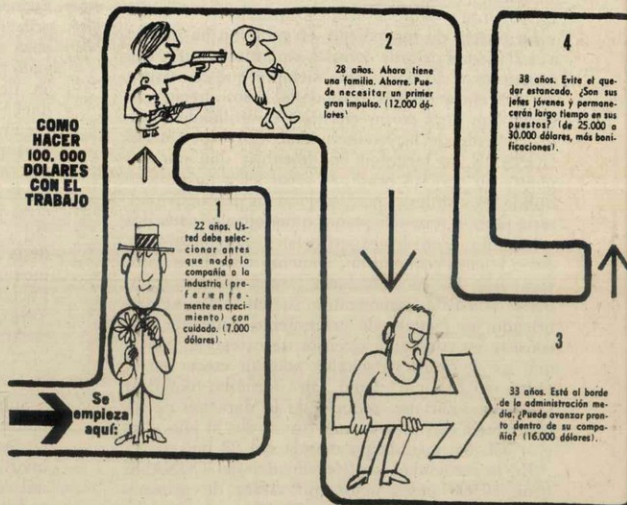 COMO
HACER
100. 000
DOLARES
CON EL
TRABAJO
Se
empieza
aquí:
1
22 años. Us-
ted debe selec-
cionar antes
que nada la
compañía o la
industria (pre-
ferente-
mente en creci-
miento) con
cuidado. (7.000
dólares).
2
28 años. Ahora tiene
una familia. Ahorre. Pue-
de necesitar un primer
gran impulso. (12.000 dó-
lares)
3
33 años. Está al borde
de la administración me-
dia. ¿Puede avanzar pron-
to dentro de su compa-
ñía? (16.000 dólares).
4
38 años. Evite el que-
dar estancado. ¿Son sus
jefes jóvenes y permane-
cerán largo tiempo en sus
puestos? (de 25.000 a
30.000 dólares, más boni-
ficaciones).